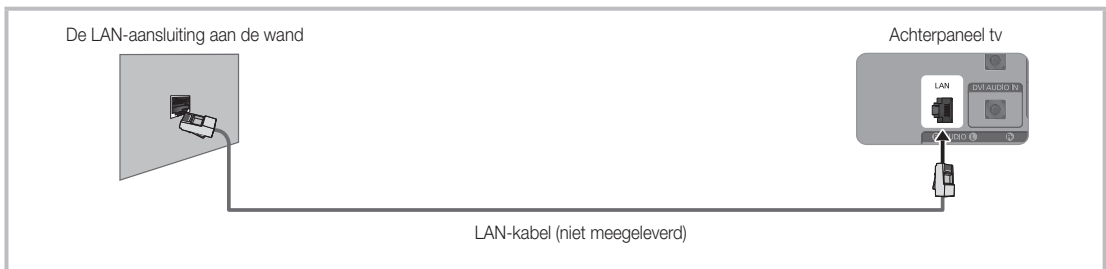 De LAN-aansluiting aan de wand
Achterpaneel tv
LAN
DVI AUDIO IN
AUDIO
LAN-kabel (niet meegeleverd)